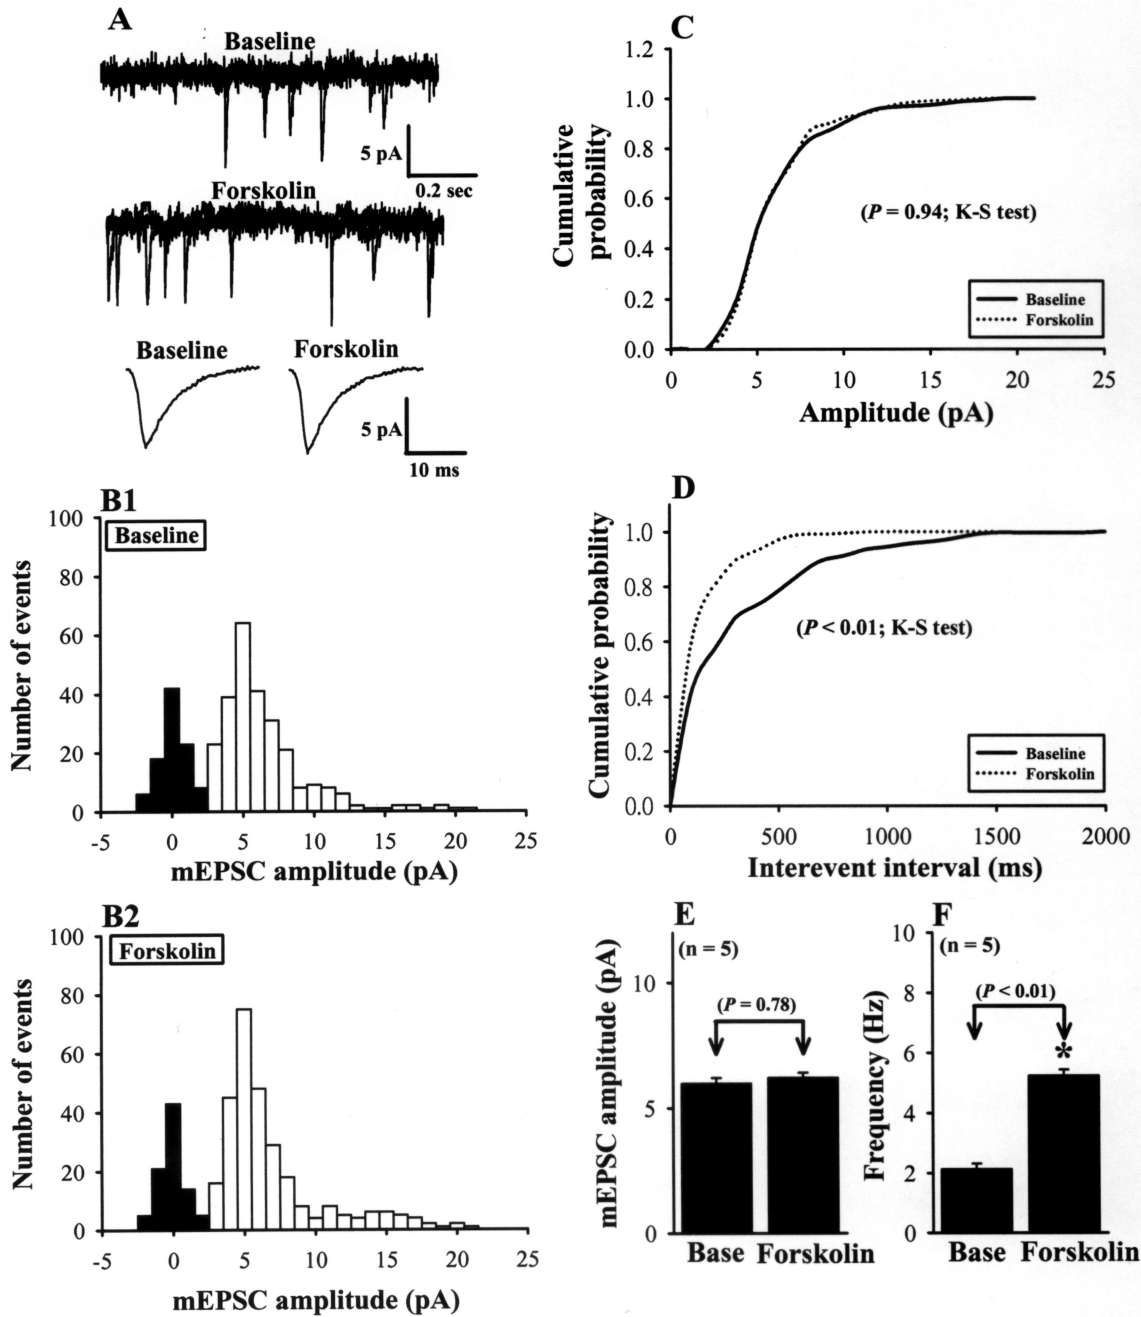 A
Baseline
5 pA
0.2 sec
Forskolin
Baseline
Forskolin
5 pA
10 ms
B1
Baseline
Number of events
100
80
60
40
20
0
-5
0
5
10
15
20
25
mEPSC amplitude (pA)
B2
Forskolin
Number of events
100
80
60
40
20
0
-5
0
5
10
15
20
25
mEPSC amplitude (pA)
C
Cumulative
probability
1.2
1.0
0.8
0.6
0.4
0.2
0.0
(P = 0.94; K-S test)
Baseline
Forskolin
0
5
10
15
20
25
Amplitude (pA)
D
Cumulative probability
1.0
0.8
0.6
0.4
0.2
0.0
(P < 0.01; K-S test)
Baseline
Forskolin
0
500
1000
1500
2000
Interevent interval (ms)
E
(n = 5)
mEPSC amplitude (pA)
10
5
0
(P = 0.78)
Base
Forskolin
F
(n = 5)
Frequency (Hz)
10
8
6
4
2
0
(P < 0.01)
*
Base
Forskolin